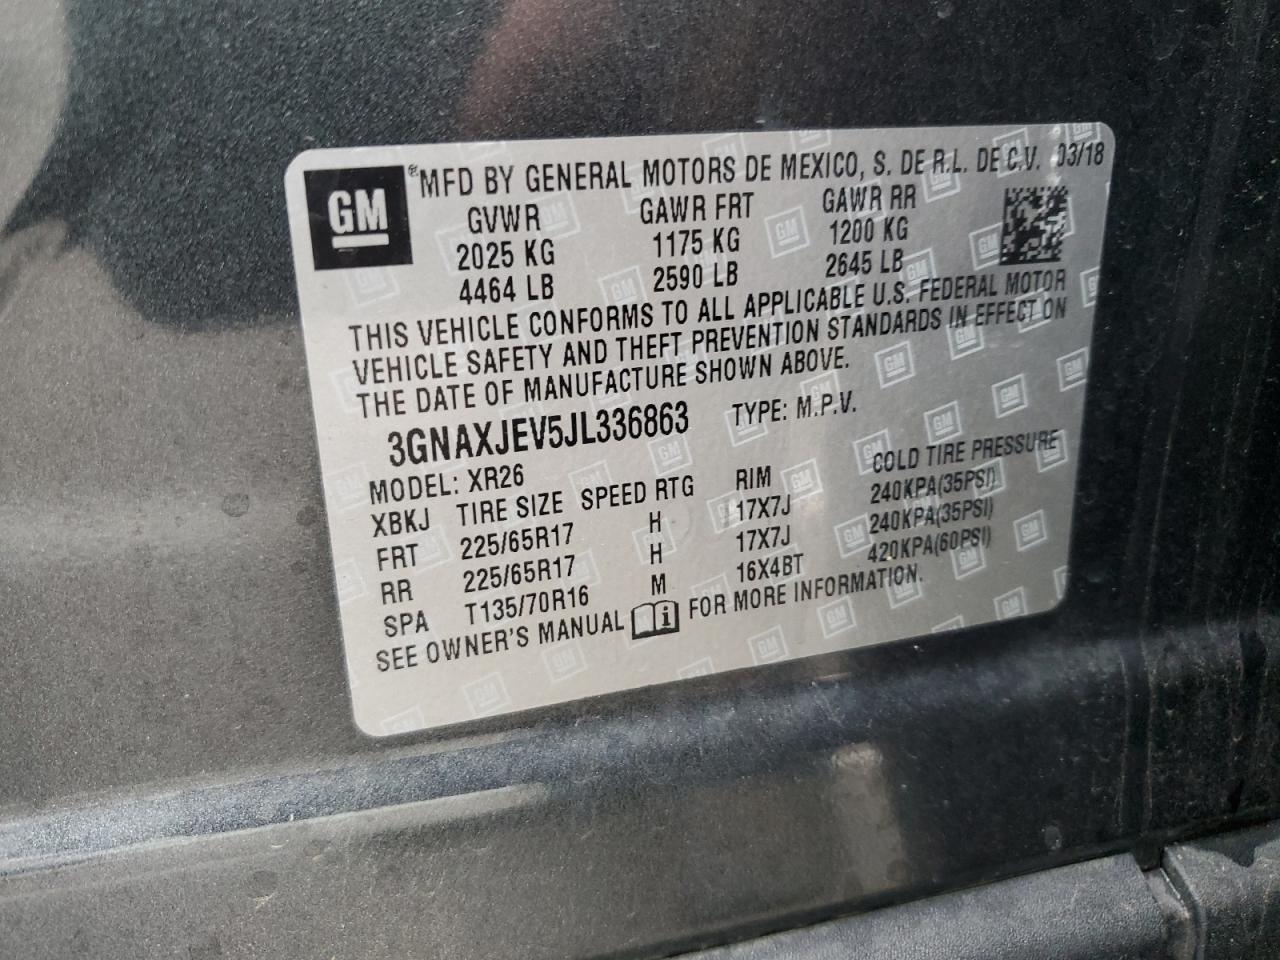 GM
®MFD BY GENERAL MOTORS DE MEXICO, S. DE R.L. DE C.V. 03/18
GVWR GAWR FRT GAWR RR
2025 KG 1175 KG 1200 KG
4464 LB 2590 LB 2645 LB
THIS VEHICLE CONFORMS TO ALL APPLICABLE U.S. FEDERAL MOTOR
VEHICLE SAFETY AND THEFT PREVENTION STANDARDS IN EFFECT ON
THE DATE OF MANUFACTURE SHOWN ABOVE.
3GNAXJEV5JL336863 TYPE: M.P.V.
MODEL: XR26
XBKJ TIRE SIZE SPEED RTG RIM COLD TIRE PRESSURE
FRT 225/65R17 H 17X7J 240KPA(35PSI)
RR 225/65R17 H 17X7J 240KPA(35PSI)
SPA T135/70R16 M 16X4BT 420KPA(60PSI)
SEE OWNER'S MANUAL i FOR MORE INFORMATION.